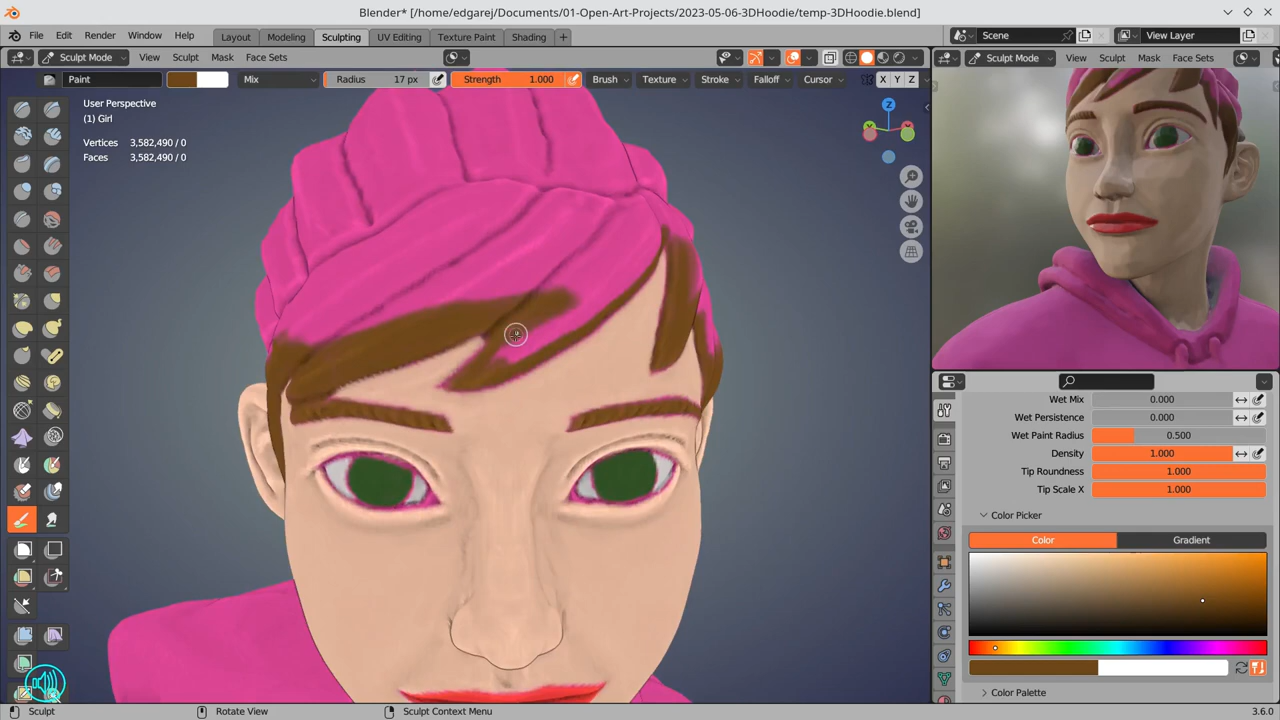 Blender* [/home/edgarej/Documents/01-Open-Art-Projects/2023-05-06-3DHoodie/temp-3DHoodie.blend]
File Edit Render Window Help Layout Modeling Sculpting UV Editing Texture Paint Shading + Scene View Layer
Sculpt Mode View Sculpt Mask Face Sets Sculpt Mode View Sculpt Mask Face Sets
Paint Mix Radius 17 px Strength 1.000 Brush Texture Stroke Falloff Cursor X Y Z
User Perspective
(1) Girl
Vertices 3,582,490 / 0
Faces 3,582,490 / 0
Z
Y X
Wet Mix 0.000
Wet Persistence 0.000
Wet Paint Radius 0.500
Density 1.000
Tip Roundness 1.000
Tip Scale X 1.000
Color Picker
Color Gradient
Color Palette
Sculpt Rotate View Sculpt Context Menu 3.6.0